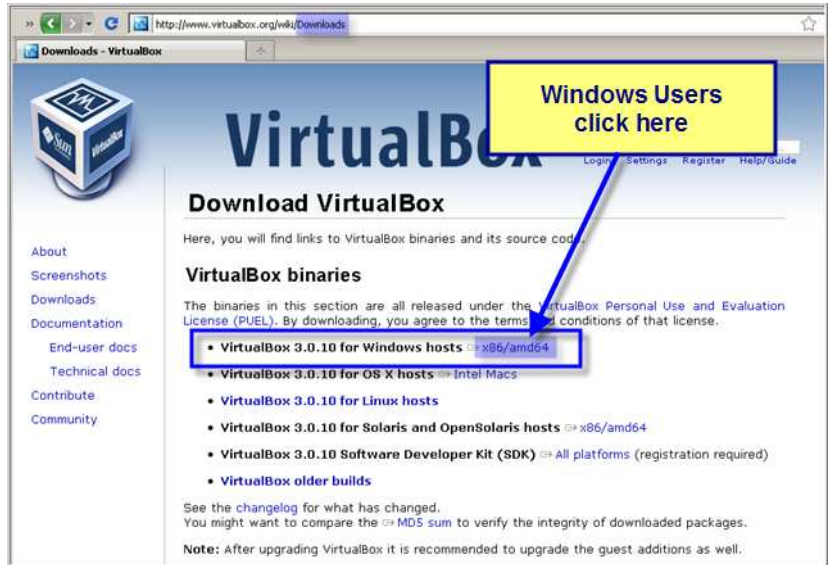 »
http://www.virtualbox.org/wiki/Downloads
Downloads - VirtualBox
Windows Users
click here
Sun
VirtualBox
Login Settings Register Help/Guide
Download VirtualBox
Here, you will find links to VirtualBox binaries and its source code.
About
Screenshots
Downloads
Documentation
End-user docs
Technical docs
Contribute
Community
VirtualBox binaries
The binaries in this section are all released under the VirtualBox Personal Use and Evaluation
License (PUEL). By downloading, you agree to the terms and conditions of that license.
• VirtualBox 3.0.10 for Windows hosts x86/amd64
• VirtualBox 3.0.10 for OS X hosts Intel Macs
• VirtualBox 3.0.10 for Linux hosts
• VirtualBox 3.0.10 for Solaris and OpenSolaris hosts x86/amd64
• VirtualBox 3.0.10 Software Developer Kit (SDK) All platforms (registration required)
• VirtualBox older builds
See the changelog for what has changed.
You might want to compare the MD5 sum to verify the integrity of downloaded packages.
Note: After upgrading VirtualBox it is recommended to upgrade the guest additions as well.